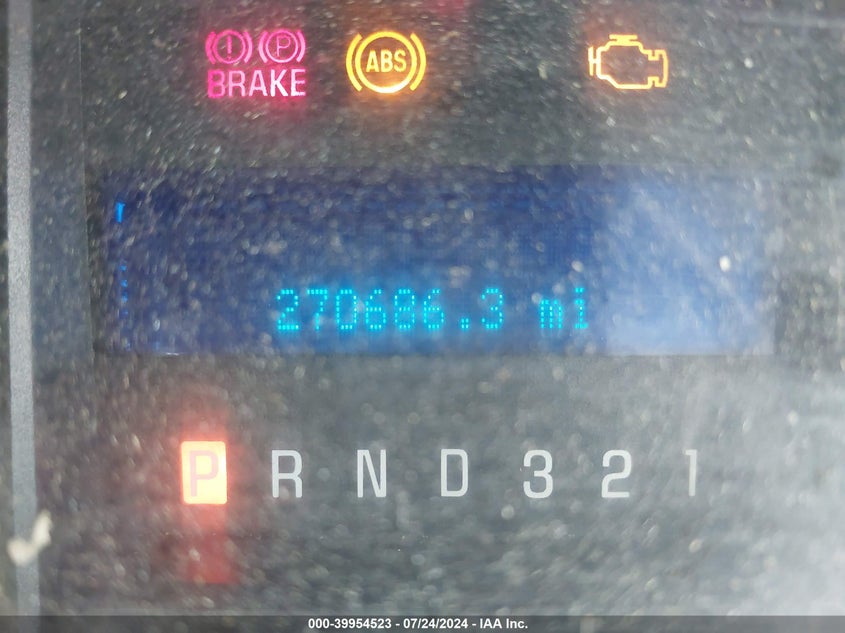 BRAKE ABS
270686.3 mi
P R N D 3 2 1
000-39954523 - 07/24/2024 - IAA Inc.